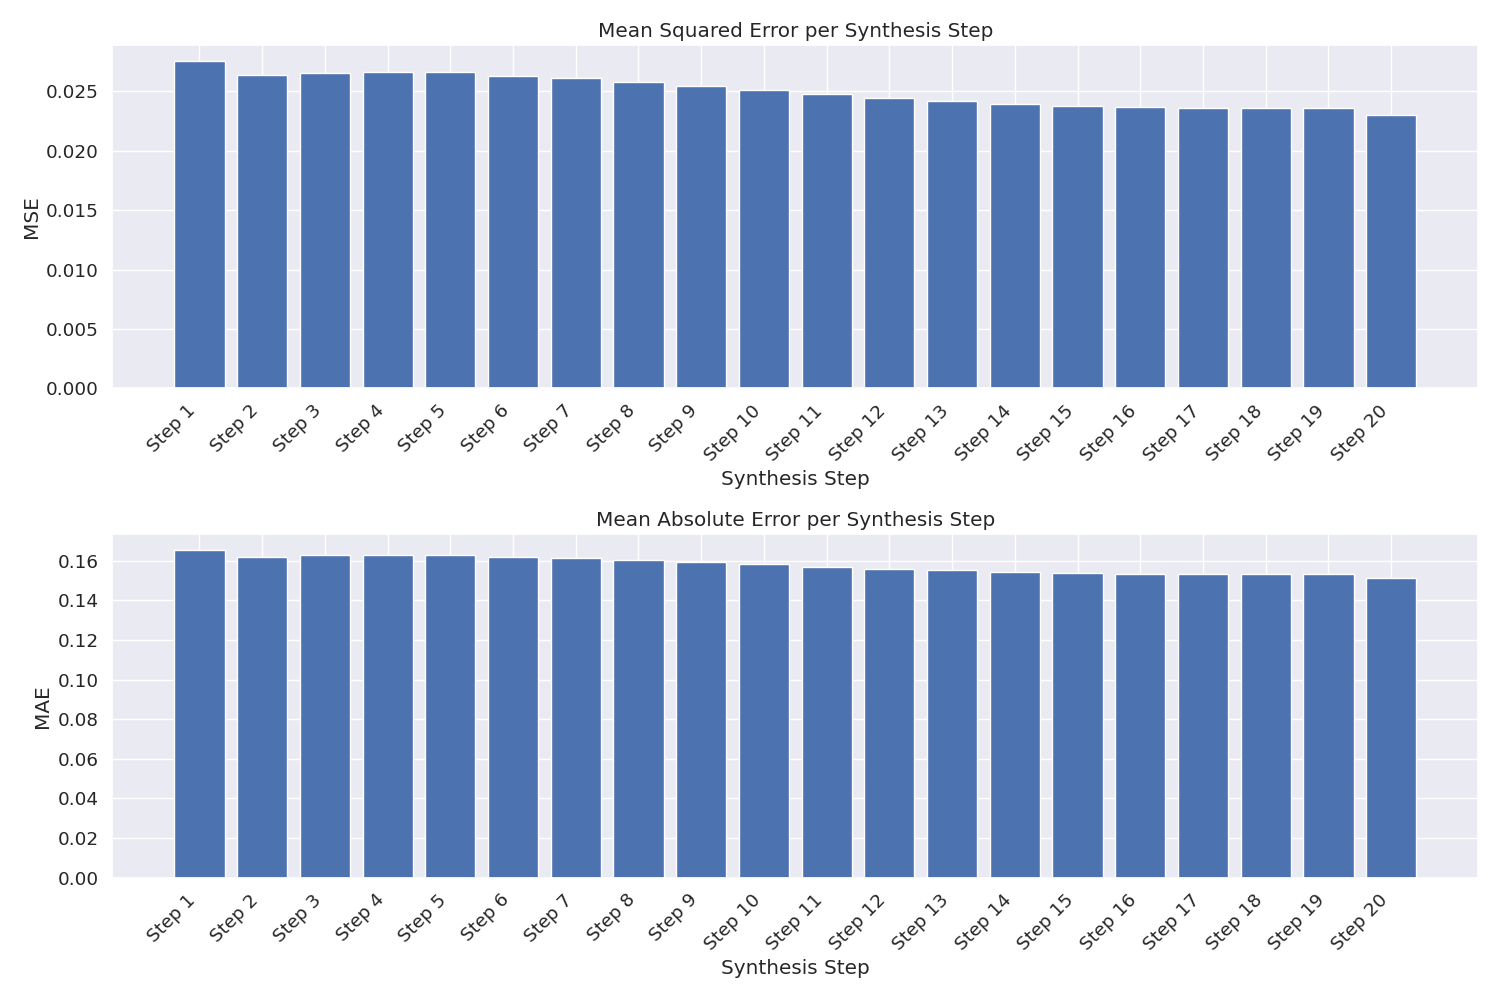 Mean Squared Error per Synthesis Step
MSE
0.025
0.020
0.015
0.010
0.005
0.000
Step 1
Step 2
Step 3
Step 4
Step 5
Step 6
Step 7
Step 8
Step 9
Step 10
Step 11
Step 12
Step 13
Step 14
Step 15
Step 16
Step 17
Step 18
Step 19
Step 20
Synthesis Step
Mean Absolute Error per Synthesis Step
MAE
0.16
0.14
0.12
0.10
0.08
0.06
0.04
0.02
0.00
Step 1
Step 2
Step 3
Step 4
Step 5
Step 6
Step 7
Step 8
Step 9
Step 10
Step 11
Step 12
Step 13
Step 14
Step 15
Step 16
Step 17
Step 18
Step 19
Step 20
Synthesis Step